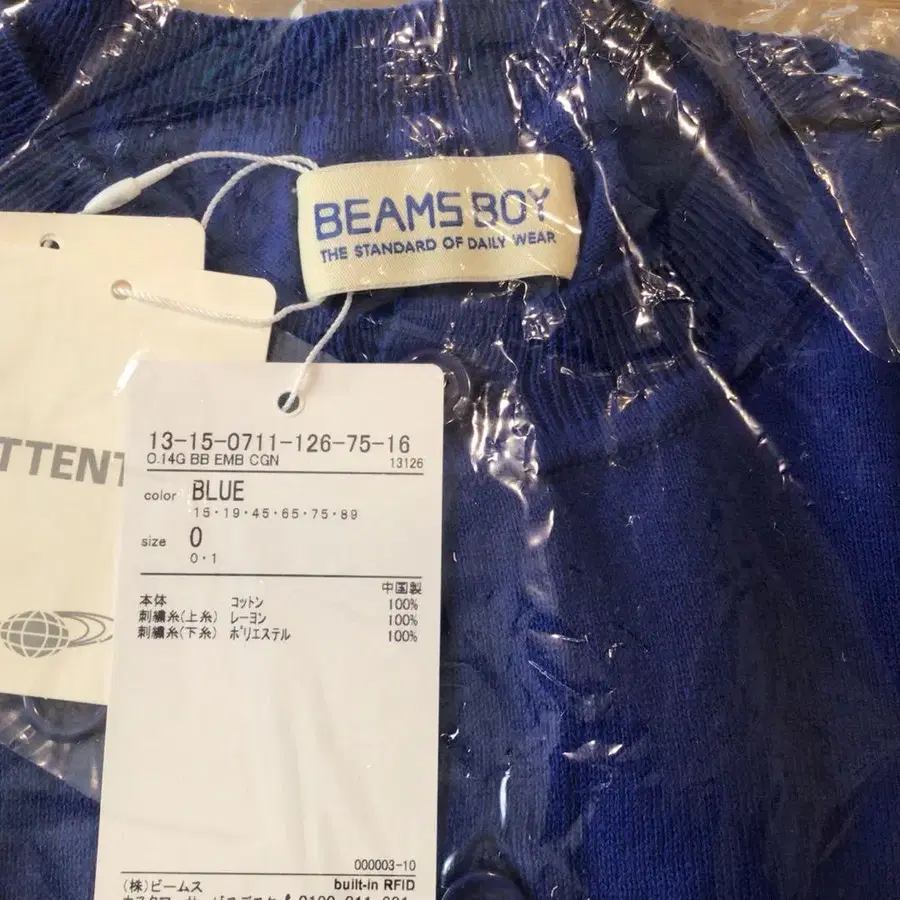 BEAMS BOY
THE STANDARD OF DAILY WEAR
TTENT
13-15-0711-126-75-16
O.14G BB EMB CGN 13126
color BLUE
15・19・45・65・75・89
size 0
0・1
中国製
本体 コットン 100%
刺繍糸(上糸) レーヨン 100%
刺繍糸(下糸) ポリエステル 100%
000003-10
(株)ビームス built-in RFID